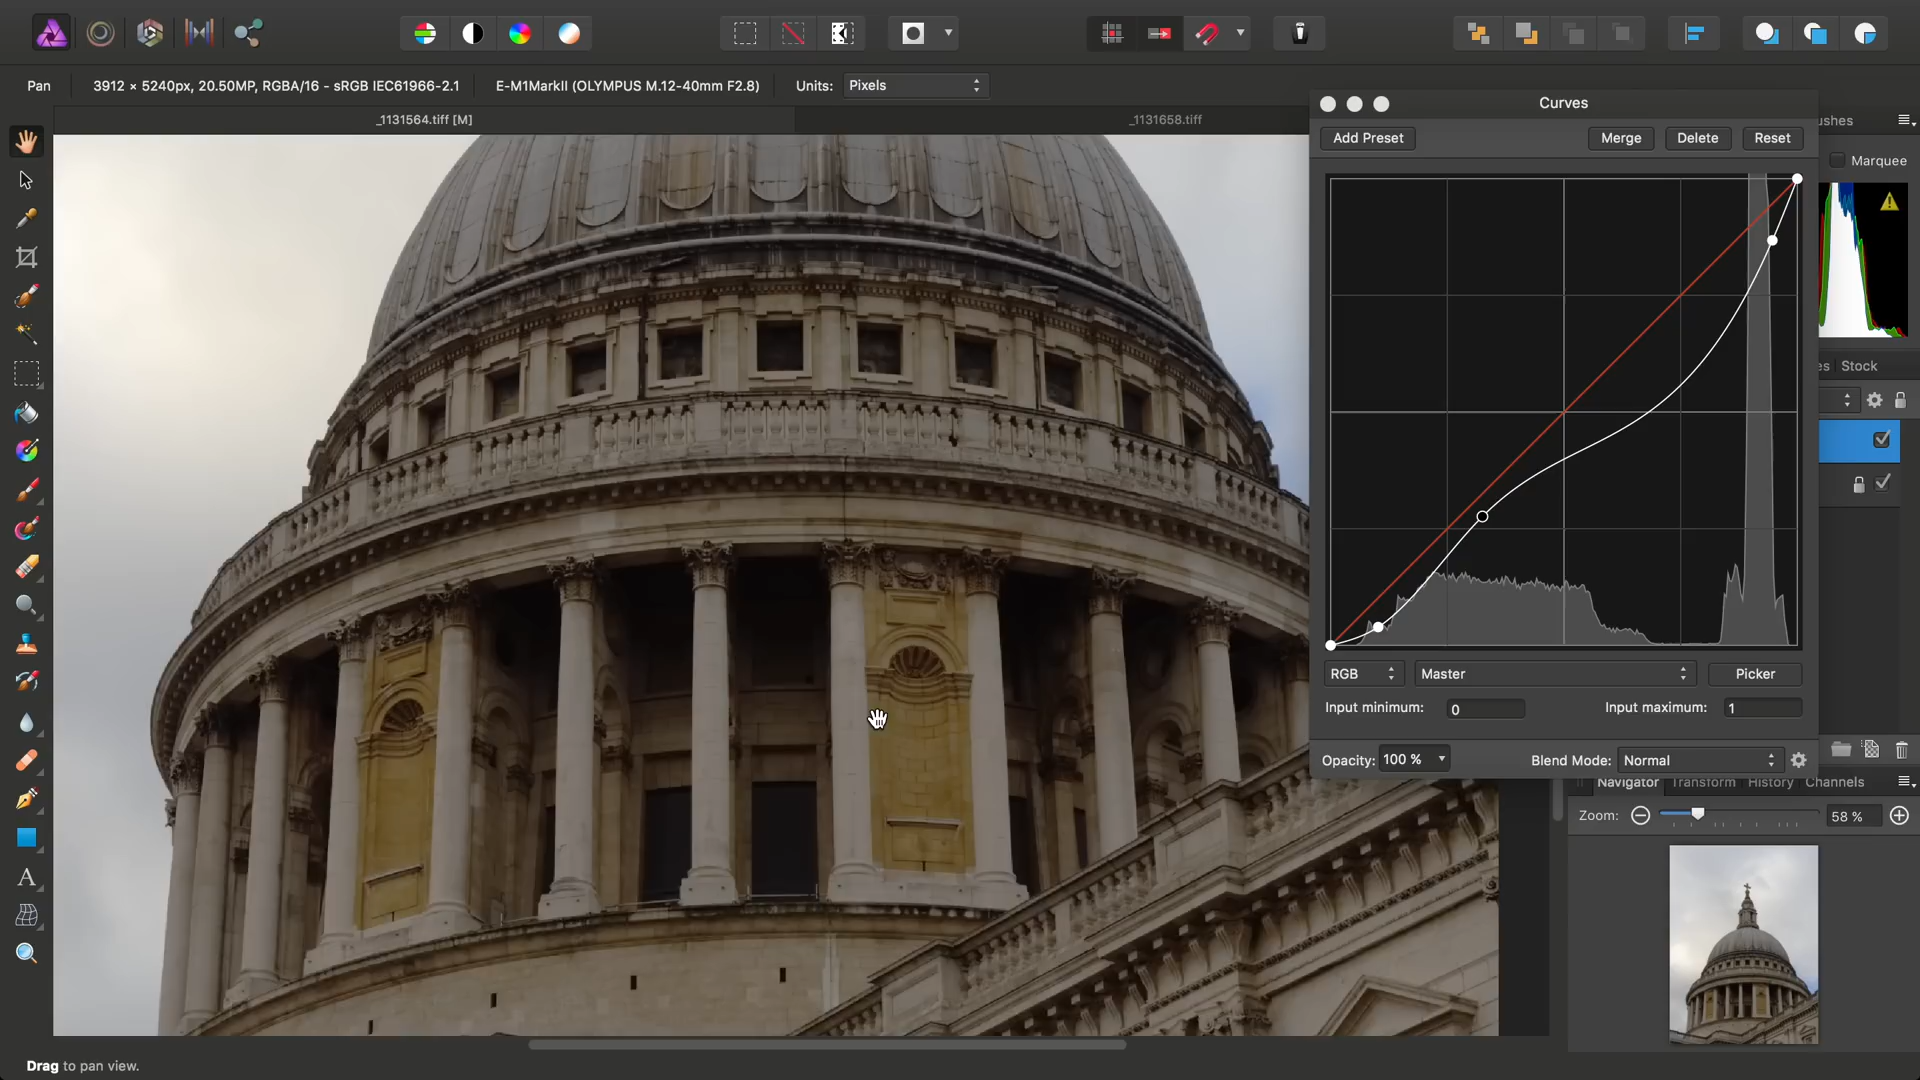 Pan
3912 × 5240px, 20.50MP, RGBA/16 - sRGB IEC61966-2.1
E-M1MarkII (OLYMPUS M.12-40mm F2.8)
Units:
Pixels
_1131564.tiff [M]
_1131658.tiff
Curves
Add Preset
Merge
Delete
Reset
ushes
Marquee
es
Stock
RGB
Master
Picker
Input minimum:
0
Input maximum:
1
Opacity:
100 %
Blend Mode:
Normal
Navigator
Transform
History
Channels
Zoom:
58 %
Drag to pan view.